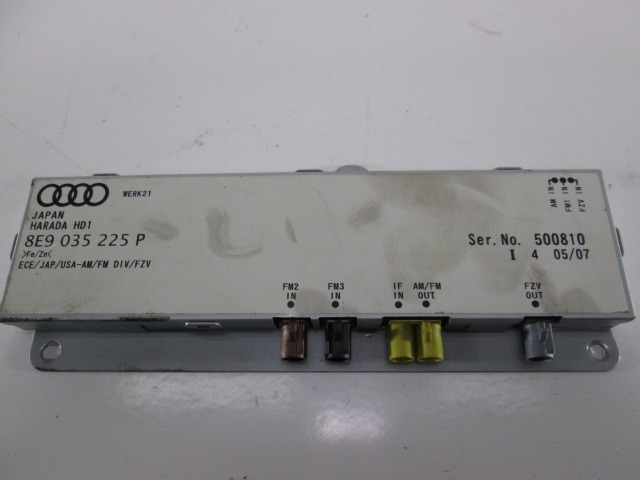 WERK21
JAPAN
HARADA HD1
8E9 035 225 P
>Fe/Zn<
ECE/JAP/USA-AM/FM DIV/FZV
AM IN
FM1 IN
FZV IN
Ser. No. 500810
I 4 05/07
FM2 IN
FM3 IN
IF IN
AM/FM OUT
FZV OUT